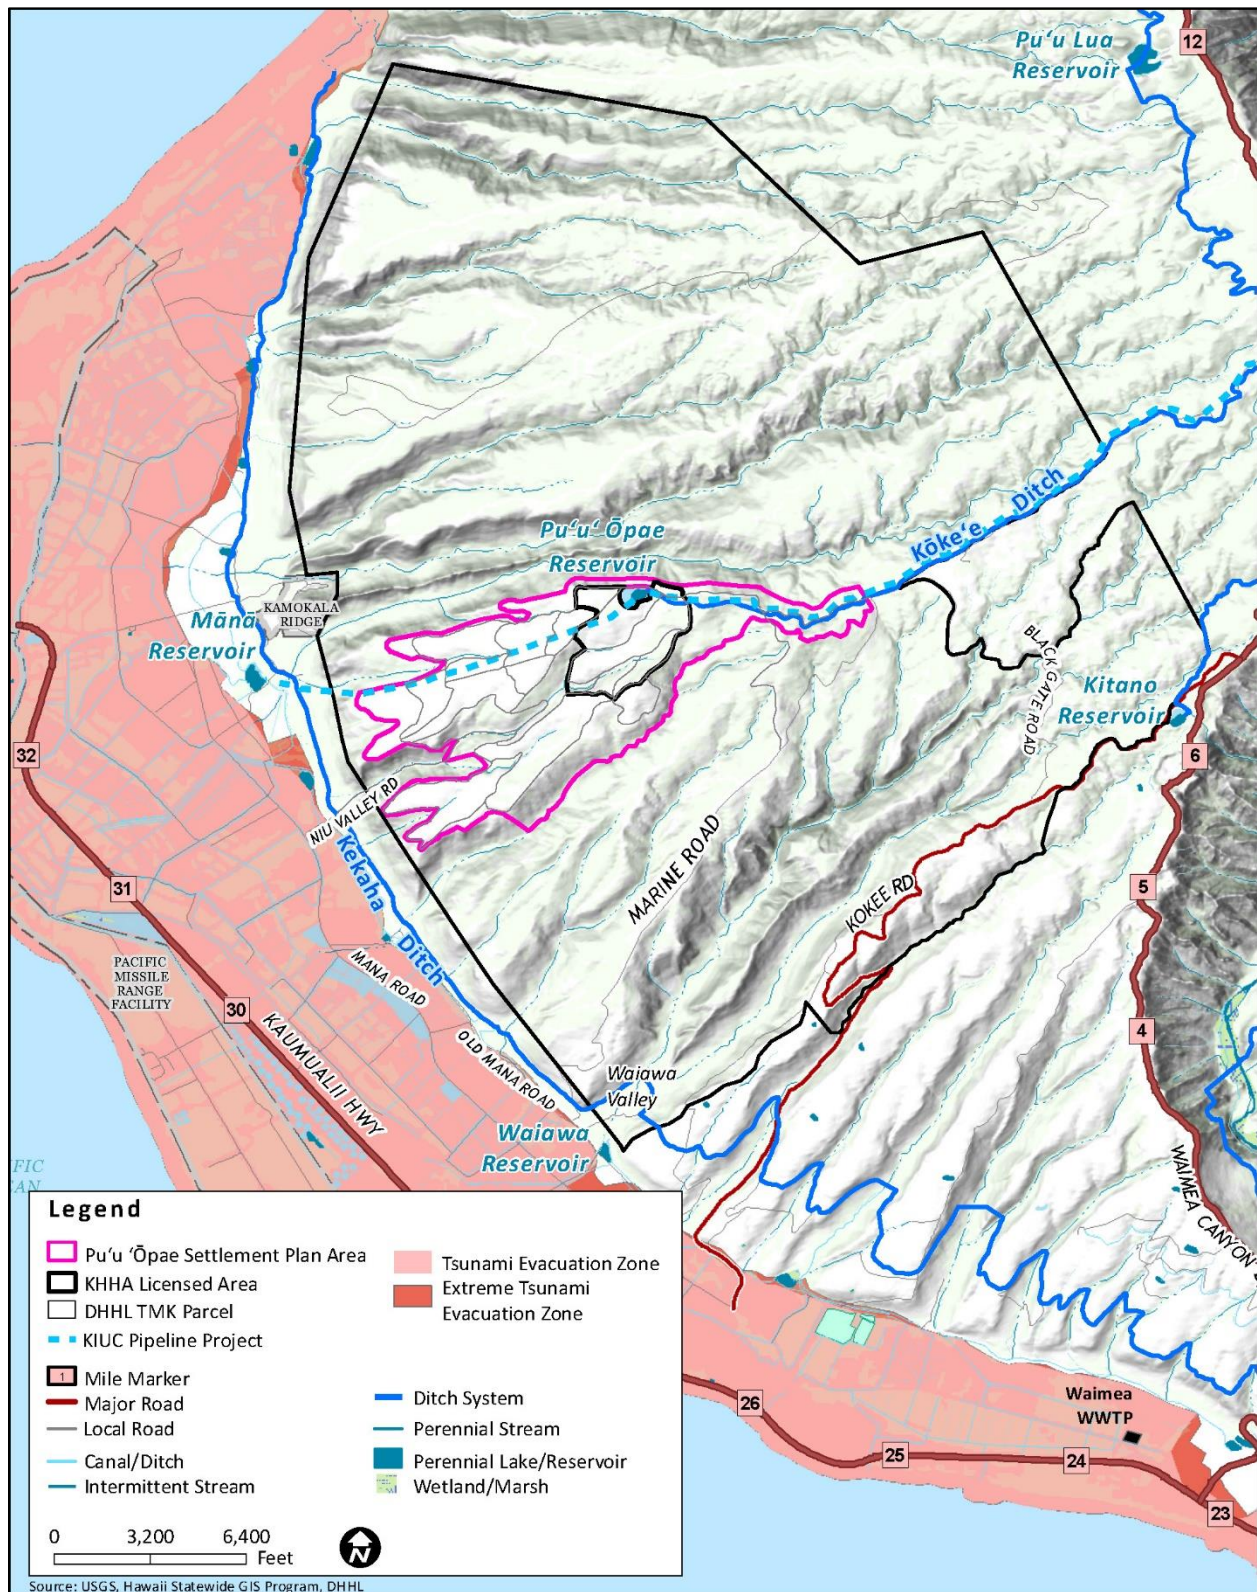 12
Pu‘u Lua
Reservoir
Pu‘u‘ Ōpae
Reservoir
Kōke‘e Ditch
KAMOKALA
RIDGE
Mānā
Reservoir
BLACK GATE ROAD
Kitano
Reservoir
32
6
NIU VALLEY RD
Kekaha Ditch
MARINE ROAD
KOKEE RD
31
5
PACIFIC
MISSILE
RANGE
FACILITY
MANA ROAD
30
KAUMUALII HWY
OLD MANA ROAD
4
Waiawa
Valley
Waiawa
Reservoir
WAIMEA CANYON
IFIC
AN
Legend
Pu‘u ‘Ōpae Settlement Plan Area
KHHA Licensed Area
DHHL TMK Parcel
KIUC Pipeline Project
1 Mile Marker
Major Road
Local Road
Canal/Ditch
Intermittent Stream
Tsunami Evacuation Zone
Extreme Tsunami
Evacuation Zone
Ditch System
Perennial Stream
Perennial Lake/Reservoir
Wetland/Marsh
0 3,200 6,400
Feet
N
26
25
24
23
Waimea
WWTP
Source: USGS, Hawaii Statewide GIS Program, DHHL